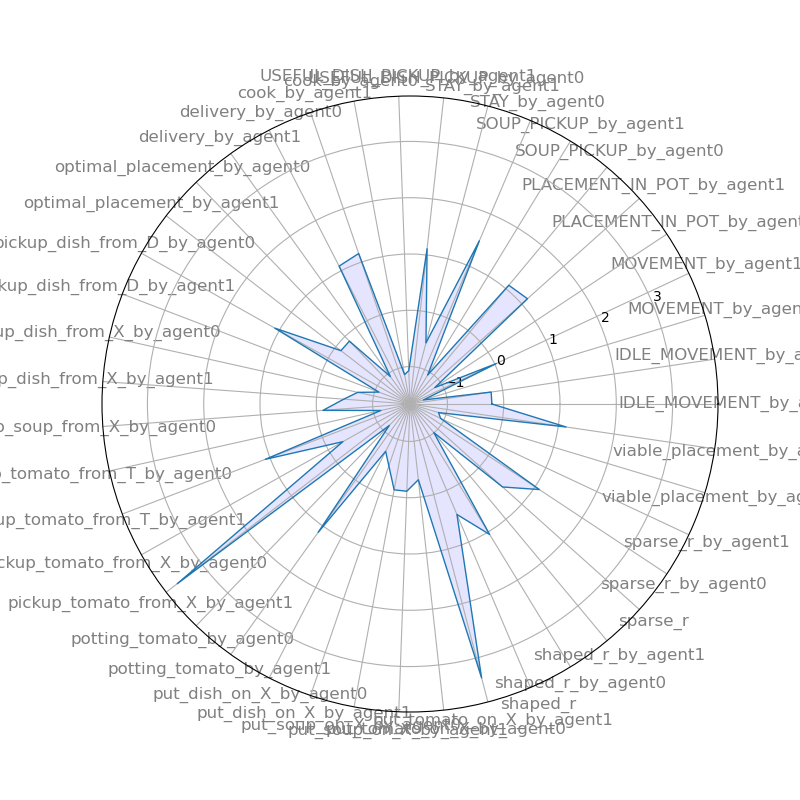 USEFUL_DISH_PICKUP_by_agent1
USEFUL_DISH_PICKUP_by_agent0
cook_by_agent0
STAY_by_agent1
cook_by_agent1
STAY_by_agent0
delivery_by_agent0
SOUP_PICKUP_by_agent1
delivery_by_agent1
SOUP_PICKUP_by_agent0
optimal_placement_by_agent0
PLACEMENT_IN_POT_by_agent1
optimal_placement_by_agent1
PLACEMENT_IN_POT_by_agent
pickup_dish_from_D_by_agent0
MOVEMENT_by_agent1
kup_dish_from_D_by_agent1
3
MOVEMENT_by_agen
2
up_dish_from_X_by_agent0
1
IDLE_MOVEMENT_by_a
0
p_dish_from_X_by_agent1
−1
IDLE_MOVEMENT_by_a
p_soup_from_X_by_agent0
viable_placement_by_a
o_tomato_from_T_by_agent0
viable_placement_by_ag
up_tomato_from_T_by_agent1
sparse_r_by_agent1
ckup_tomato_from_X_by_agent0
sparse_r_by_agent0
pickup_tomato_from_X_by_agent1
sparse_r
potting_tomato_by_agent0
shaped_r_by_agent1
potting_tomato_by_agent1
shaped_r_by_agent0
put_dish_on_X_by_agent0
shaped_r
put_dish_on_X_by_agent1
put_tomato_on_X_by_agent1
put_soup_on_X_by_agent0
put_soup_on_X_by_agent1
put_tomato_on_X_by_agent0